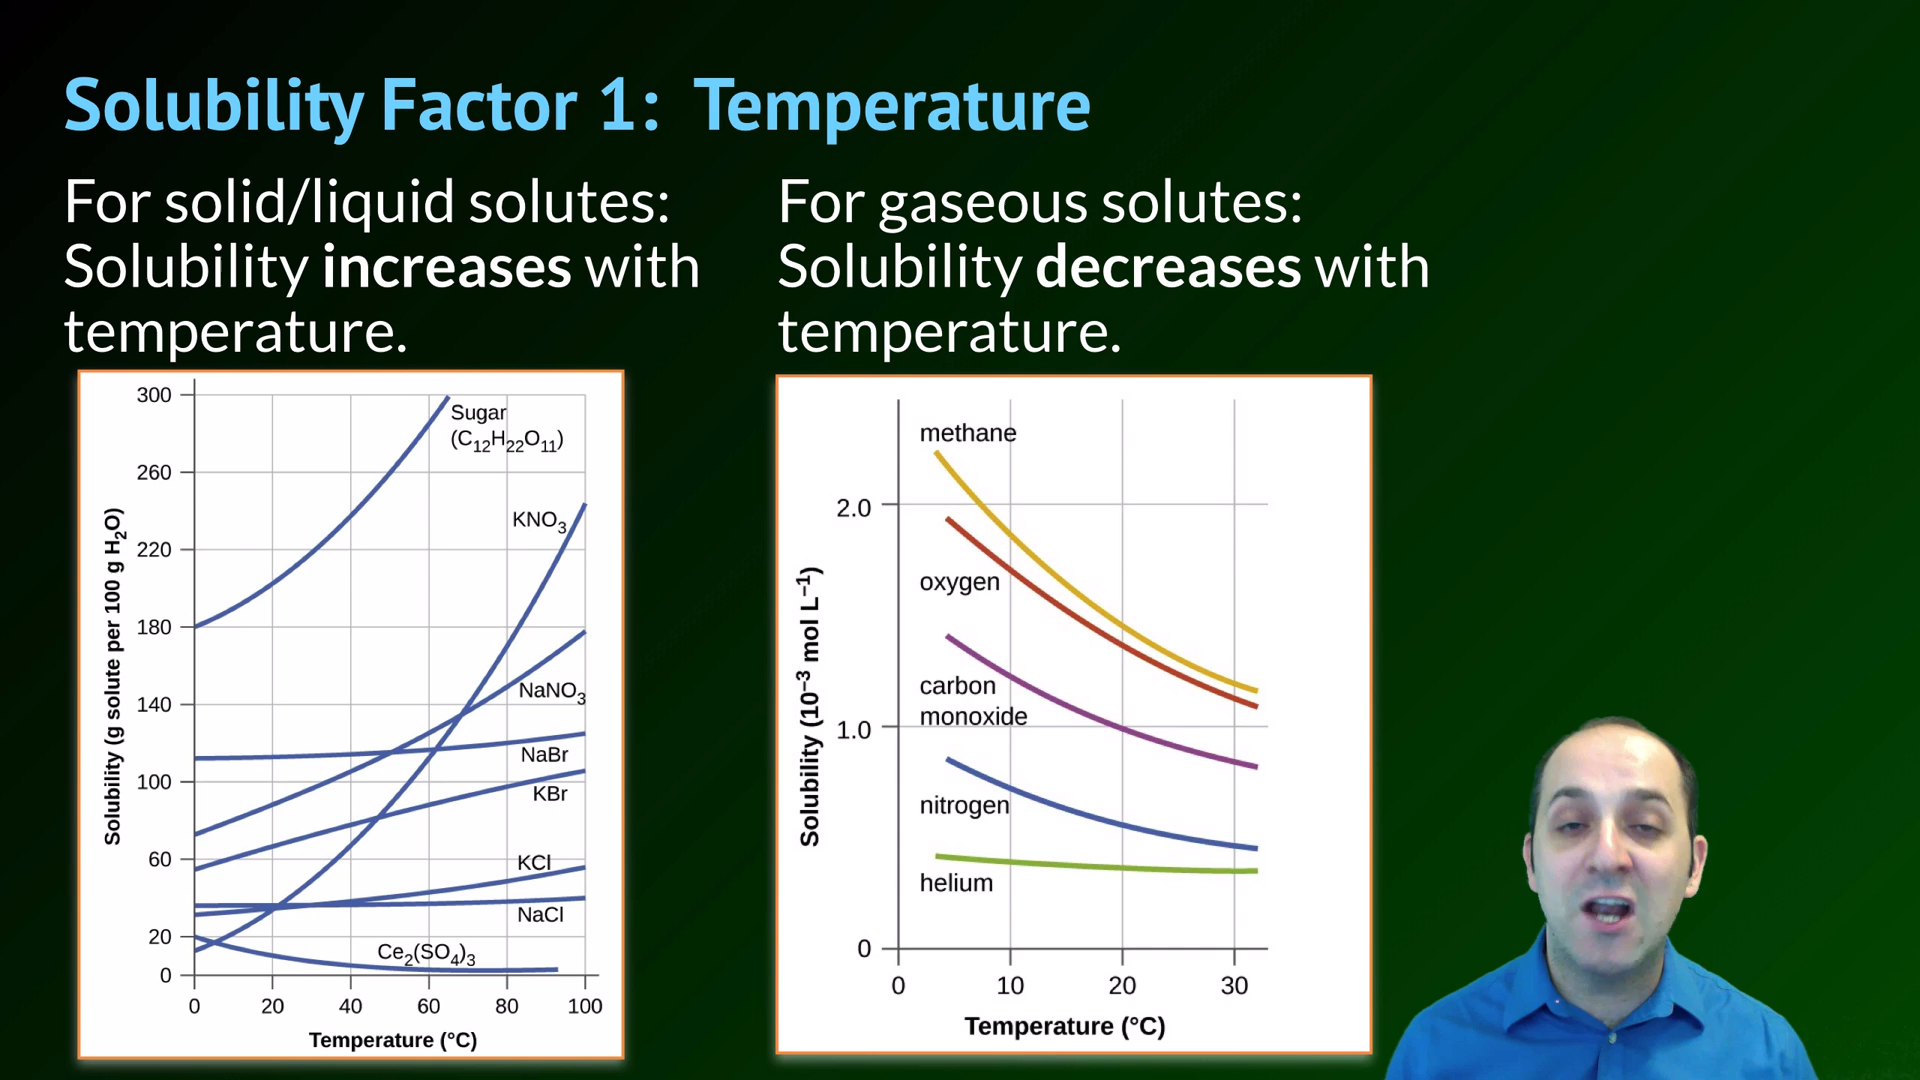 Solubility Factor 1: Temperature
For solid/liquid solutes:
Solubility increases with
temperature.
For gaseous solutes:
Solubility decreases with
temperature.
300
260
220
180
140
100
60
20
0
Solubility (g solute per 100 g H₂O)
Sugar
(C₁₂H₂₂O₁₁)
KNO₃
NaNO₃
NaBr
KBr
KCl
NaCl
Ce₂(SO₄)₃
0 20 40 60 80 100
Temperature (°C)
2.0
1.0
0
Solubility (10⁻³ mol L⁻¹)
methane
oxygen
carbon
monoxide
nitrogen
helium
0 10 20 30
Temperature (°C)